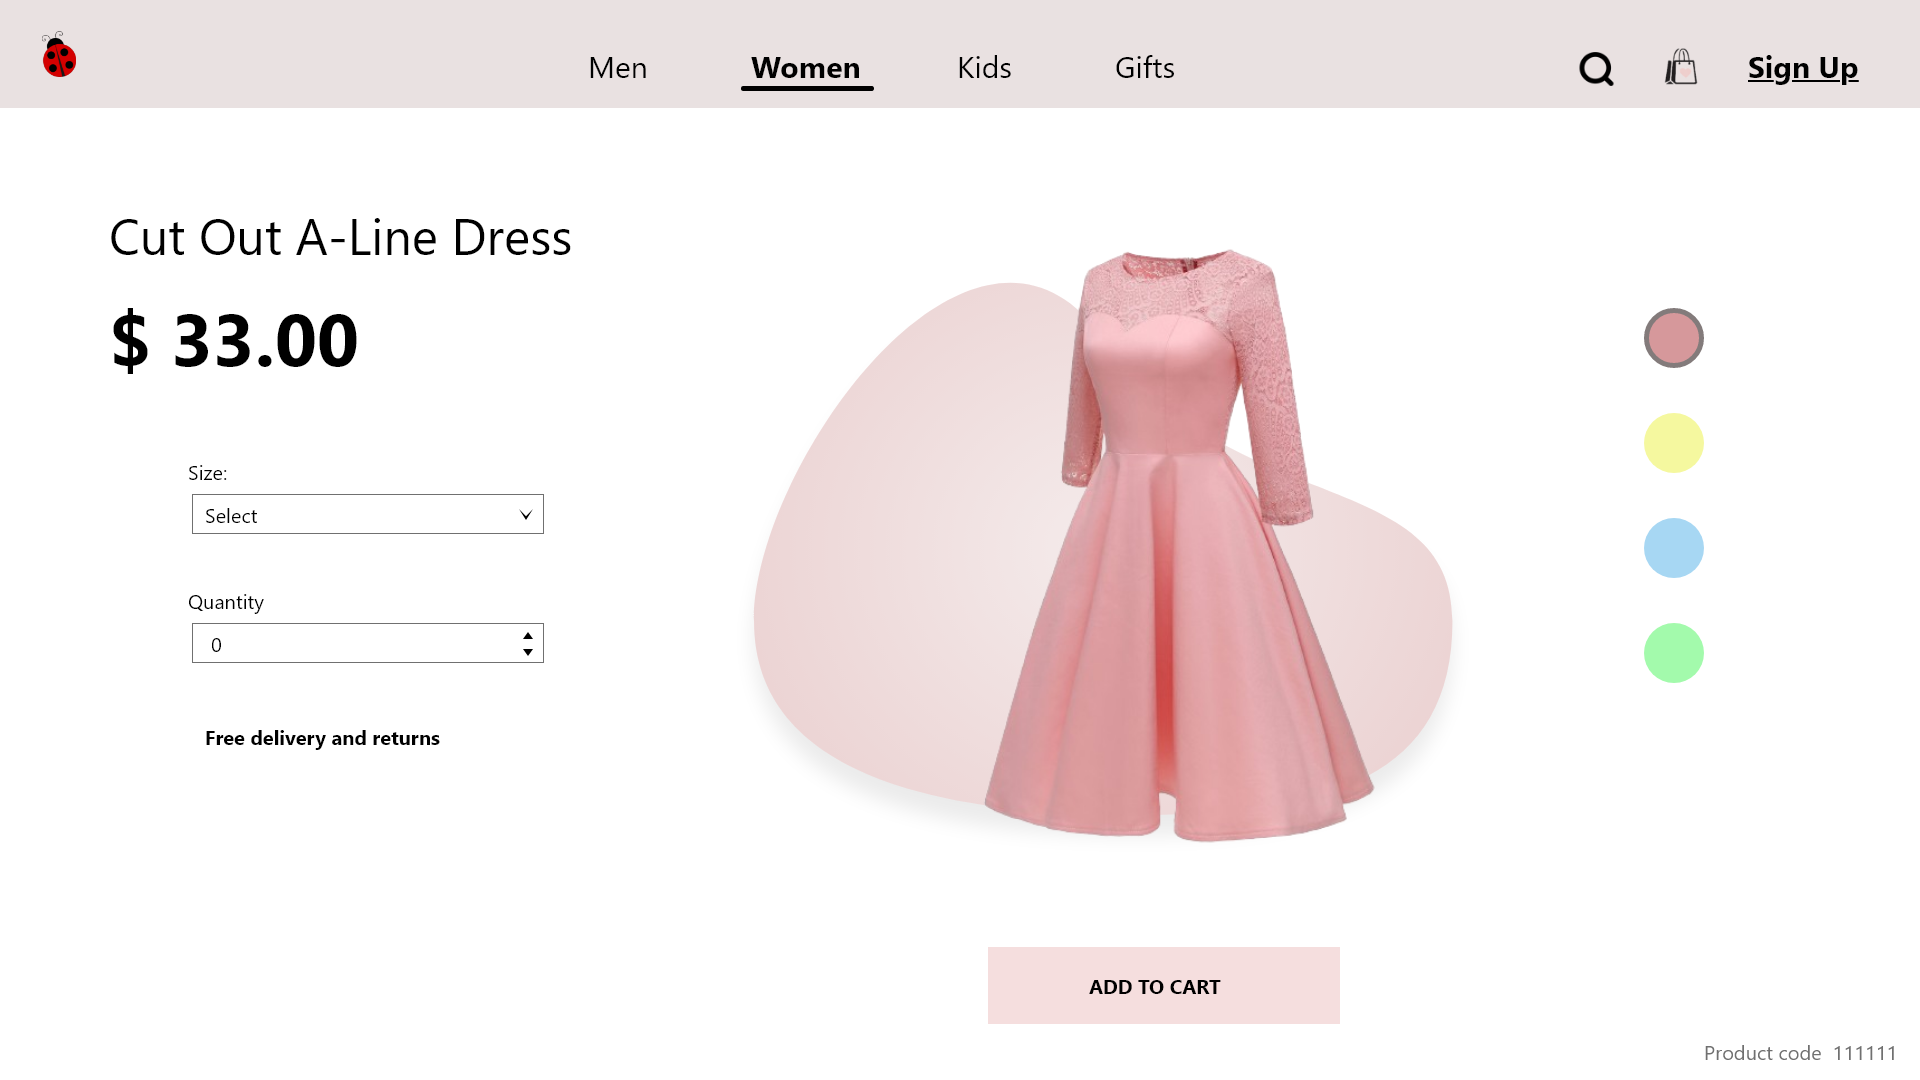 Men
Women
Kids
Gifts
Sign Up
Cut Out A-Line Dress
$ 33.00
Size:
Select
Quantity
0
Free delivery and returns
ADD TO CART
Product code 111111